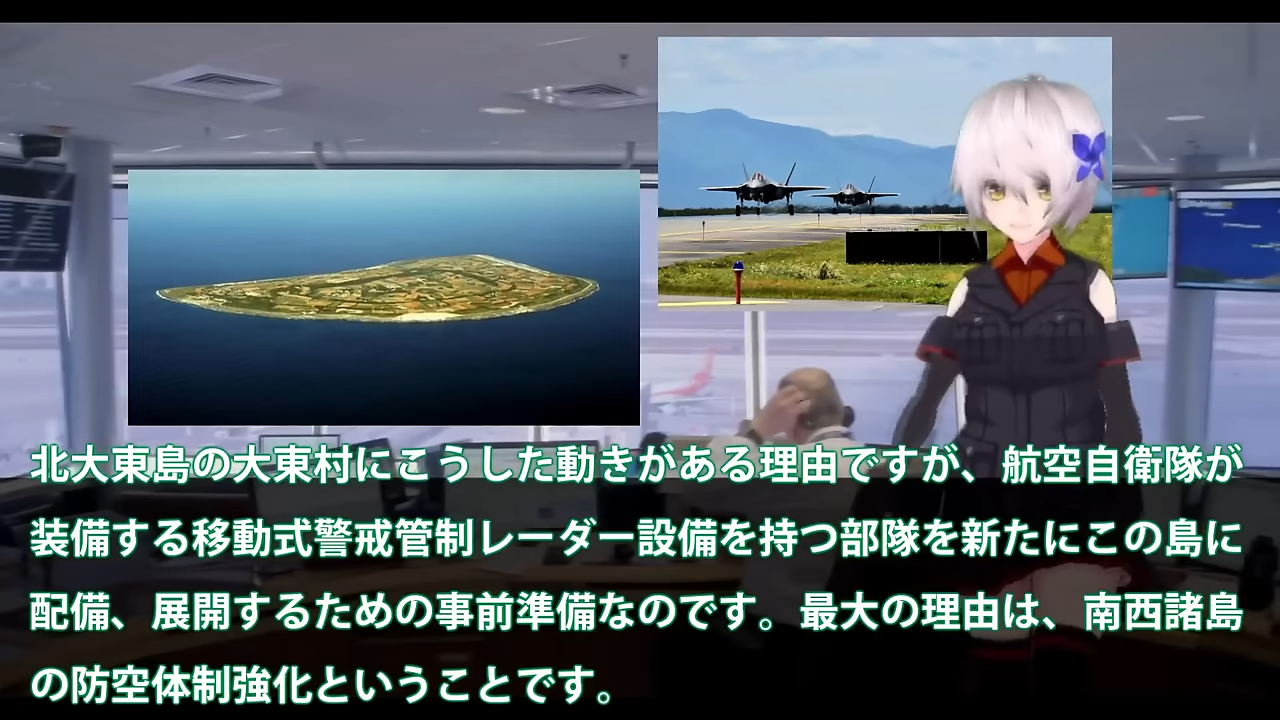 北大東島の大東村にこうした動きがある理由ですが、航空自衛隊が
装備する移動式警戒管制レーダー設備を持つ部隊を新たにこの島に
配備、展開するための事前準備なのです。最大の理由は、南西諸島
の防空体制強化ということです。